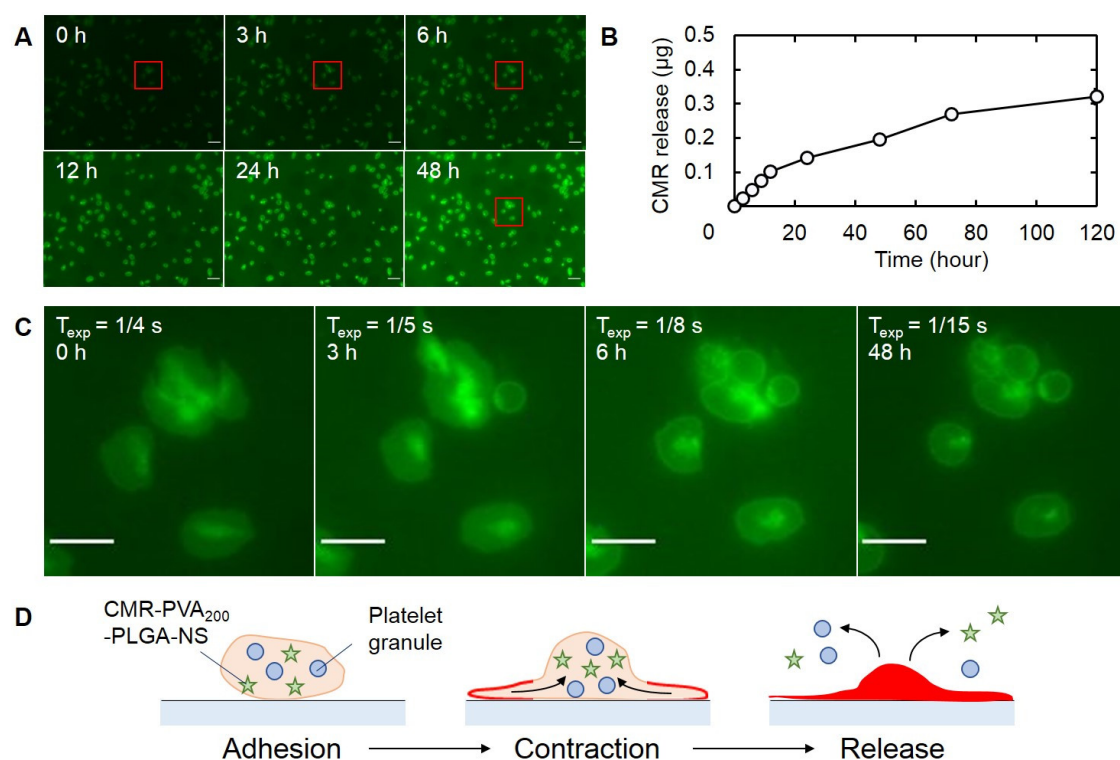 A
0 h
3 h
6 h
12 h
24 h
48 h
B
0.5
0.4
0.3
0.2
0.1
0
20
40
60
80
100
120
CMR release (µg)
Time (hour)
C
Texp = 1/4 s
0 h
Texp = 1/5 s
3 h
Texp = 1/8 s
6 h
Texp = 1/15 s
48 h
D
CMR-PVA200
-PLGA-NS
Platelet
granule
Adhesion
Contraction
Release